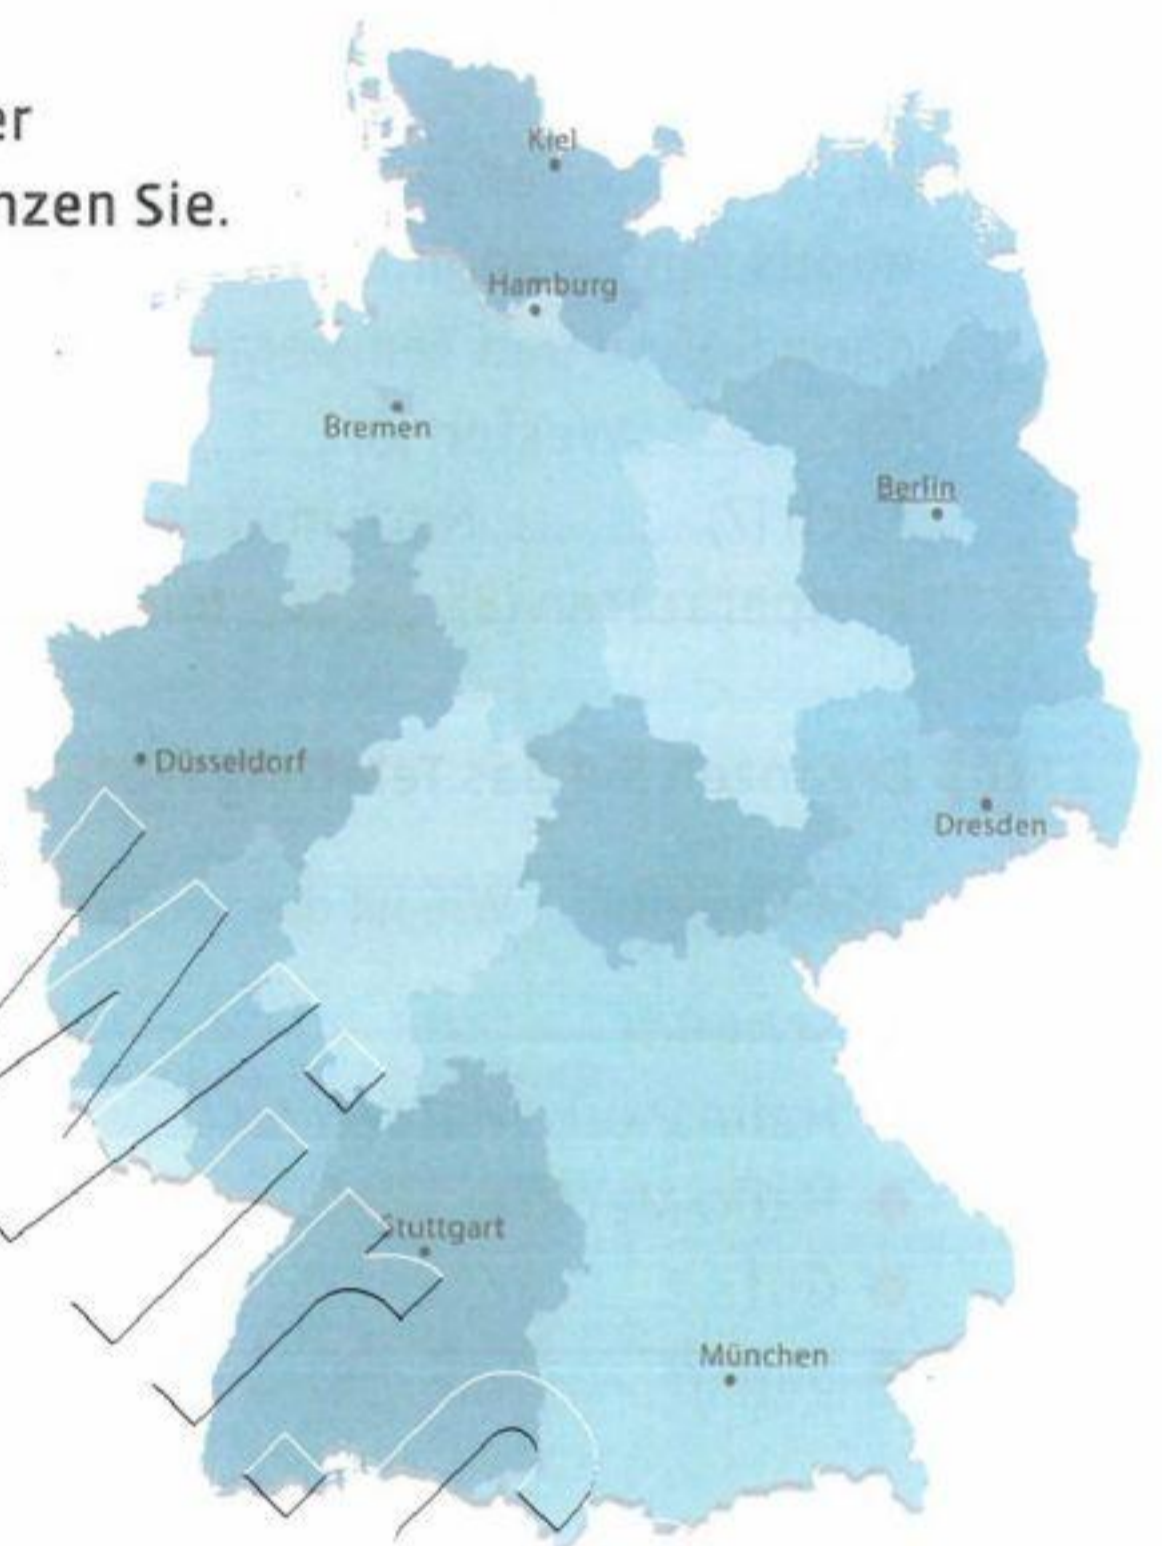 er
nzen Sie.
Kiel
Hamburg
Bremen
Berlin
Düsseldorf
Dresden
Stuttgart
München